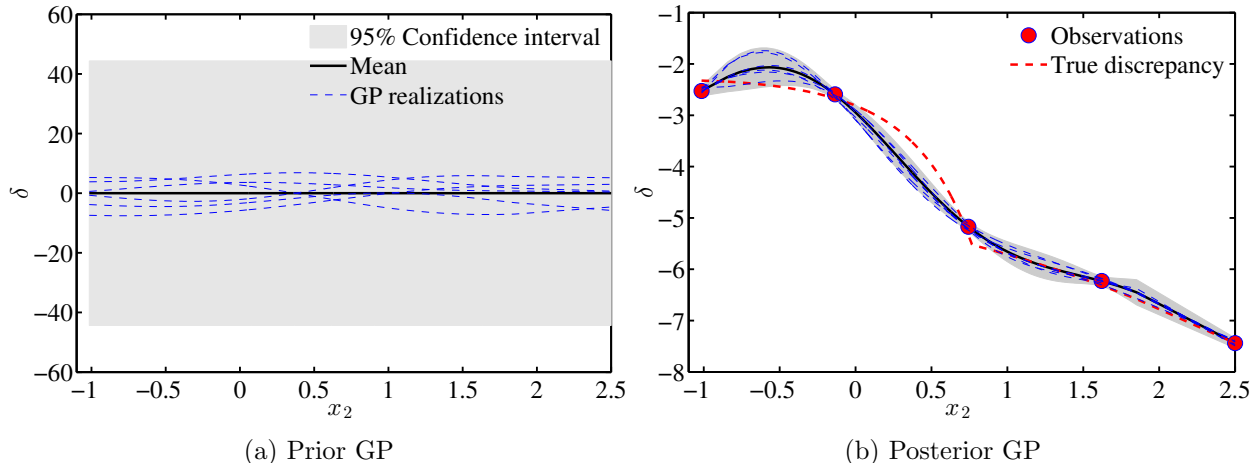 60
40
20
0
−20
−40
−60
δ
95% Confidence interval
Mean
GP realizations
−1 −0.5 0 0.5 1 1.5 2 2.5
x2
(a) Prior GP
−1
−2
−3
−4
−5
−6
−7
−8
δ
Observations
True discrepancy
−1 −0.5 0 0.5 1 1.5 2 2.5
x2
(b) Posterior GP